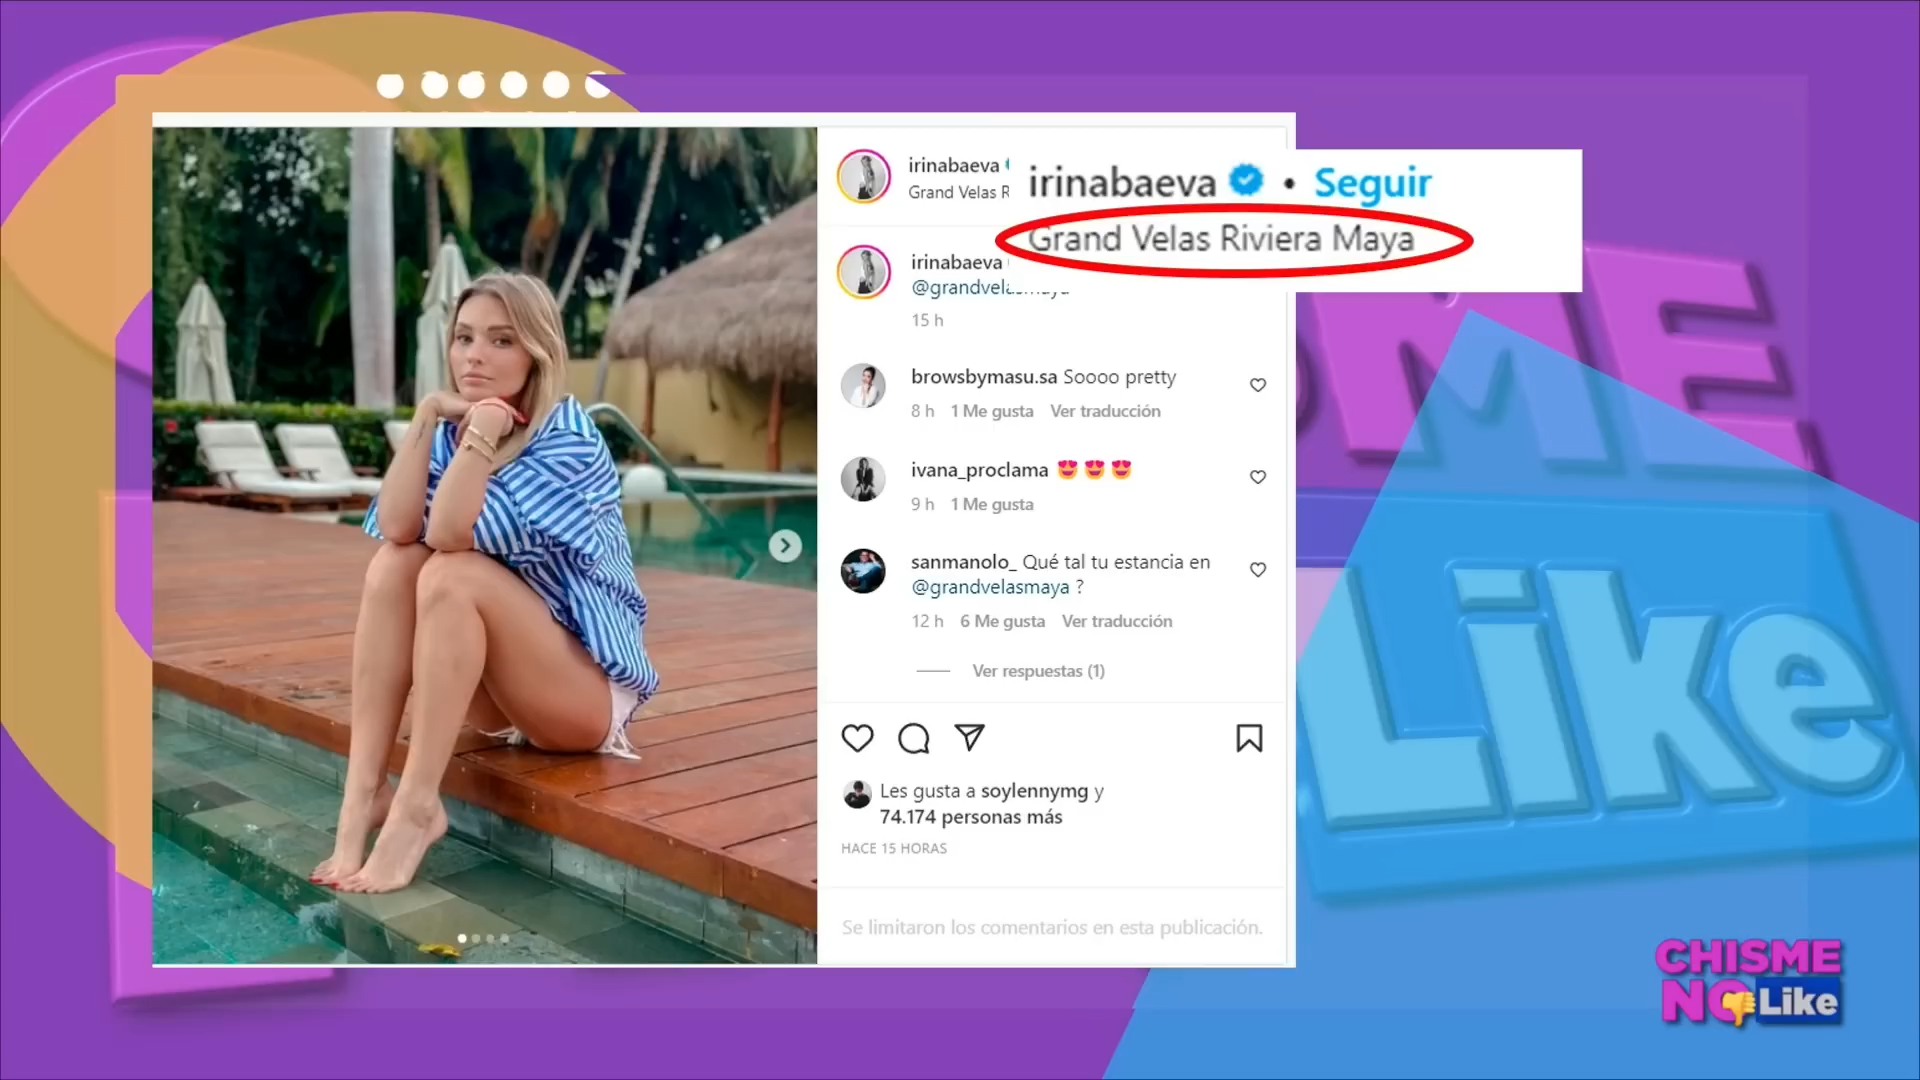 irinabaeva
Grand Velas R
irinabaeva • Seguir
Grand Velas Riviera Maya
irinabaeva
@grandvelasmaya
15 h
browsbymasu.sa Soooo pretty
8 h 1 Me gusta Ver traducción
ivana_proclama 😍😍😍
9 h 1 Me gusta
sanmanolo_ Qué tal tu estancia en
@grandvelasmaya ?
12 h 6 Me gusta Ver traducción
Ver respuestas (1)
Les gusta a soylennymg y
74.174 personas más
HACE 15 HORAS
Se limitaron los comentarios en esta publicación.
ME
Like
CHISME
NO Like